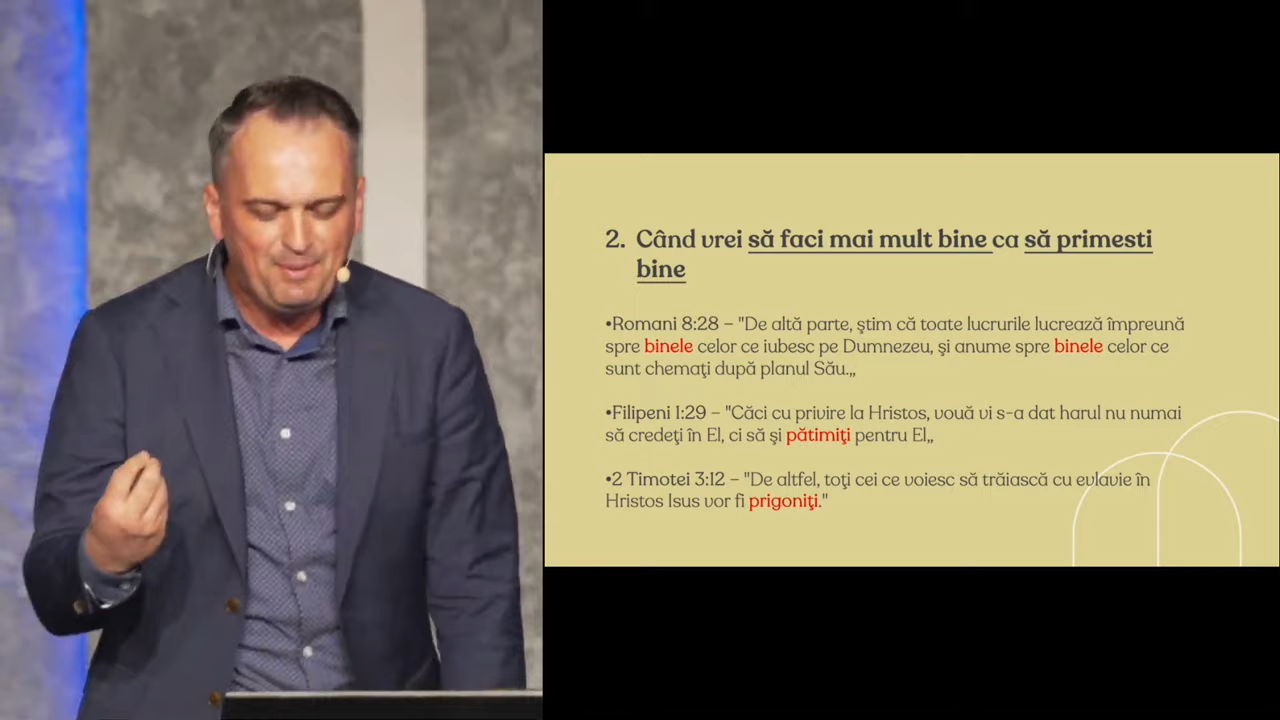 2. Când vrei să faci mai mult bine ca să primesti
bine
•Romani 8:28 – "De altă parte, ştim că toate lucrurile lucrează împreună
spre binele celor ce iubesc pe Dumnezeu, şi anume spre binele celor ce
sunt chemaţi după planul Său.„
•Filipeni 1:29 – "Căci cu privire la Hristos, vouă vi s-a dat harul nu numai
să credeţi în El, ci să şi pătimiţi pentru El„
•2 Timotei 3:12 – "De altfel, toţi cei ce voiesc să trăiască cu evlavie în
Hristos Isus vor fi prigoniţi."